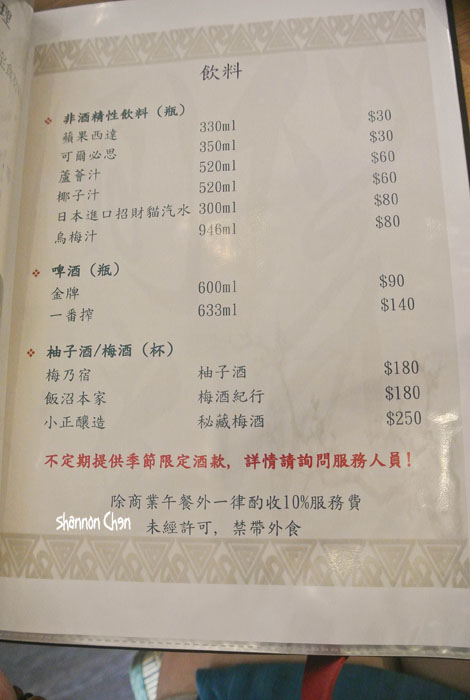 飲料
非酒精性飲料（瓶）
蘋果西達 330ml $30
可爾必思 350ml $30
蘆薈汁 520ml $60
椰子汁 520ml $60
日本進口招財貓汽水 300ml $80
烏梅汁 946ml $80
啤酒（瓶）
金牌 600ml $90
一番搾 633ml $140
柚子酒/梅酒（杯）
梅乃宿 柚子酒 $180
飯沼本家 梅酒紀行 $180
小正釀造 秘藏梅酒 $250
不定期提供季節限定酒款，詳情請詢問服務人員！
除商業午餐外一律酌收10%服務費
未經許可，禁帶外食
Shannon Chen